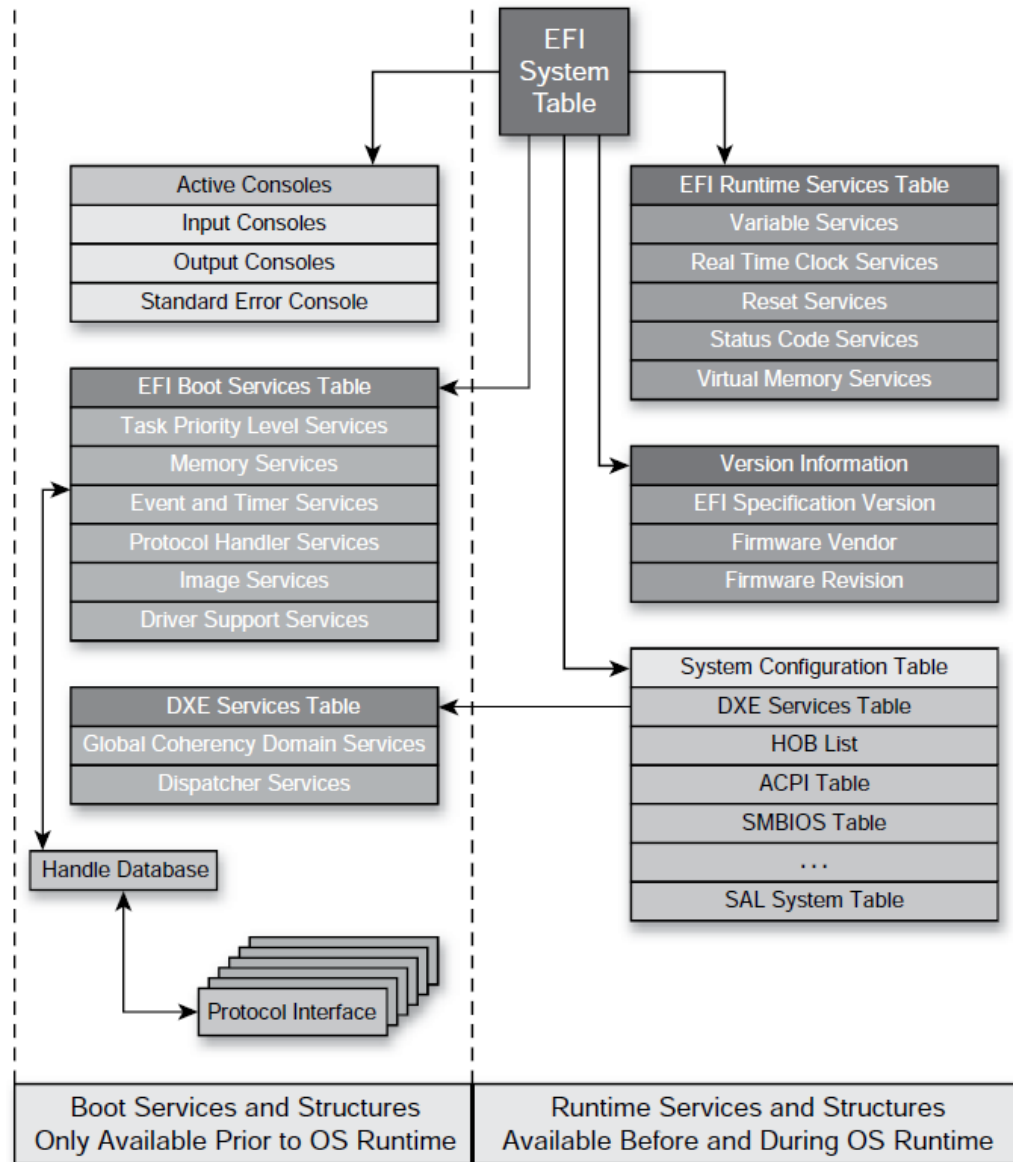 EFI
System
Table
Active Consoles
Input Consoles
Output Consoles
Standard Error Console
EFI Boot Services Table
Task Priority Level Services
Memory Services
Event and Timer Services
Protocol Handler Services
Image Services
Driver Support Services
DXE Services Table
Global Coherency Domain Services
Dispatcher Services
Handle Database
Protocol Interface
EFI Runtime Services Table
Variable Services
Real Time Clock Services
Reset Services
Status Code Services
Virtual Memory Services
Version Information
EFI Specification Version
Firmware Vendor
Firmware Revision
System Configuration Table
DXE Services Table
HOB List
ACPI Table
SMBIOS Table
. . .
SAL System Table
Boot Services and Structures
Only Available Prior to OS Runtime
Runtime Services and Structures
Available Before and During OS Runtime